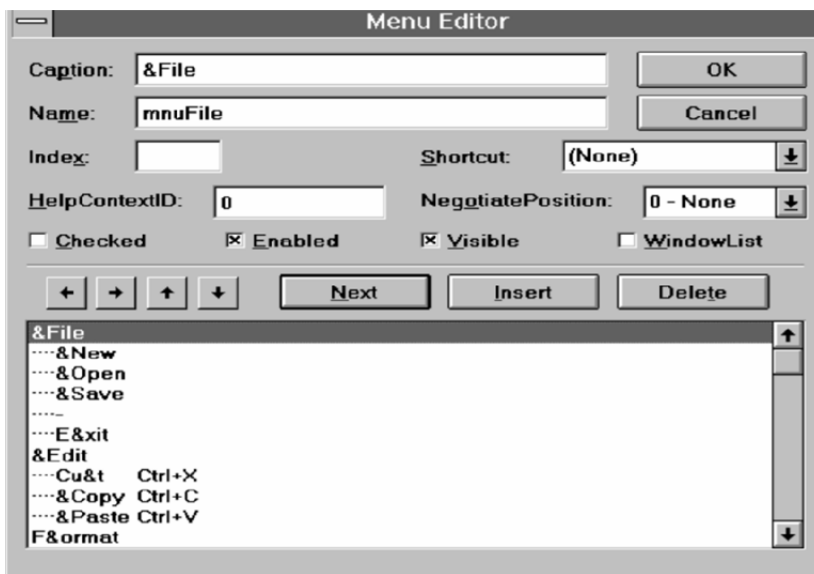 Menu Editor
Caption: &File OK
Name: mnuFile Cancel
Index: Shortcut: (None)
HelpContextID: 0 NegotiatePosition: 0 - None
Checked Enabled Visible WindowList
Next Insert Delete
&File
····&New
····&Open
····&Save
····-
····E&xit
&Edit
····Cu&t Ctrl+X
····&Copy Ctrl+C
····&Paste Ctrl+V
F&ormat